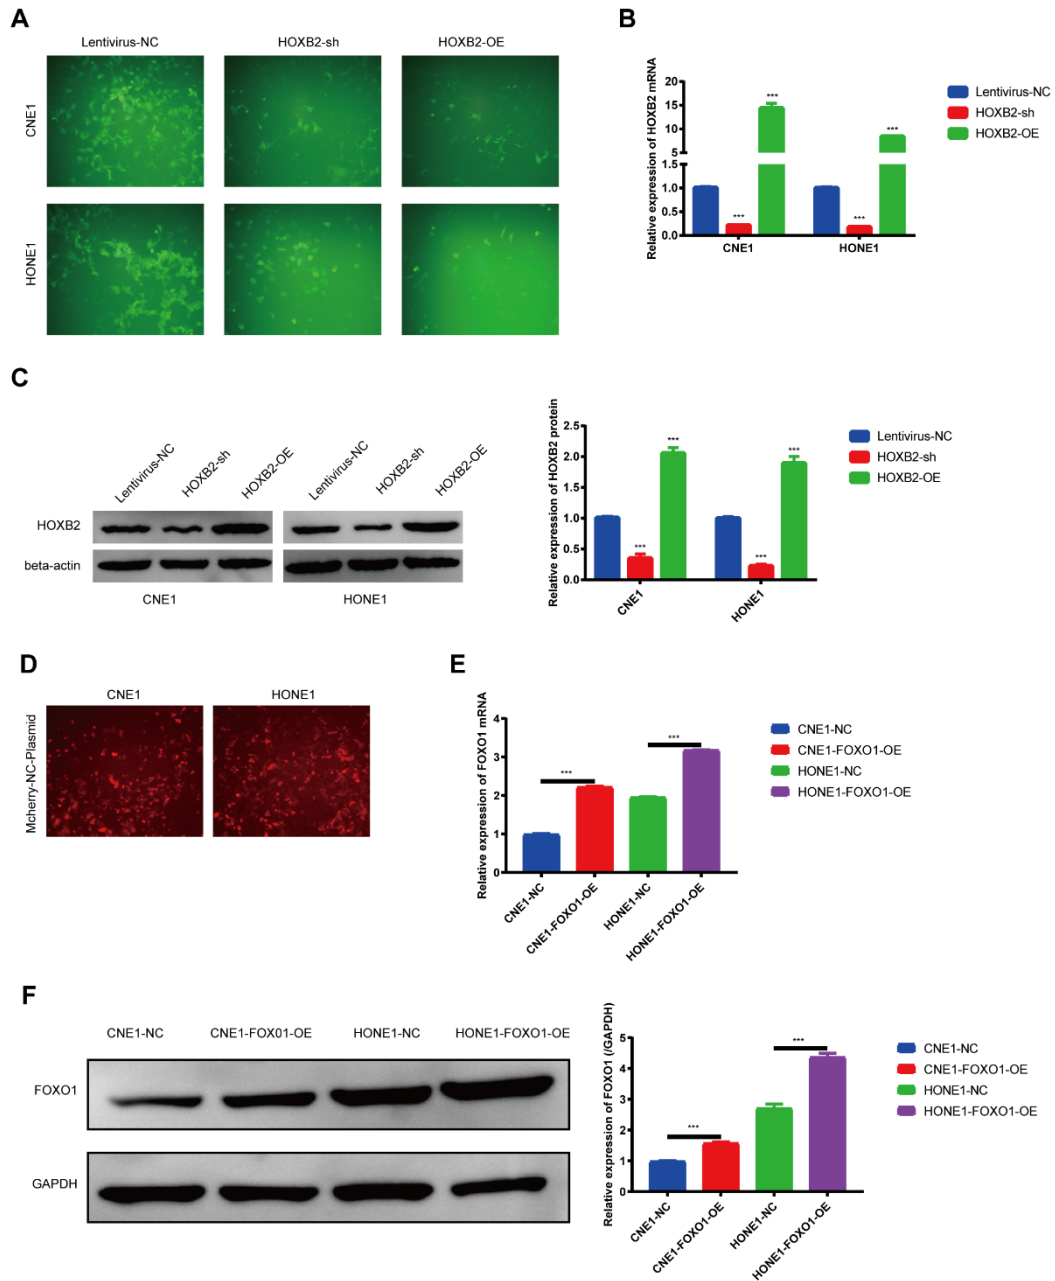 A
Lentivirus-NC HOXB2-sh HOXB2-OE
CNE1
HONE1
B
Relative expression of HOXB2 mRNA
20
15
10
5
1.5
1.0
0.5
0.0
*** *** *** ***
CNE1 HONE1
Lentivirus-NC
HOXB2-sh
HOXB2-OE
C
Lentivirus-NC HOXB2-sh HOXB2-OE Lentivirus-NC HOXB2-sh HOXB2-OE
HOXB2
beta-actin
CNE1 HONE1
Relative expression of HOXB2 protein
2.5
2.0
1.5
1.0
0.5
0.0
*** *** *** ***
CNE1 HONE1
Lentivirus-NC
HOXB2-sh
HOXB2-OE
D
CNE1 HONE1
Mcherry-NC-Plasmid
E
Relative expression of FOXO1 mRNA
4
3
2
1
0
*** ***
CNE1-NC CNE1-FOXO1-OE HONE1-NC HONE1-FOXO1-OE
CNE1-NC
CNE1-FOXO1-OE
HONE1-NC
HONE1-FOXO1-OE
F
CNE1-NC CNE1-FOX01-OE HONE1-NC HONE1-FOXO1-OE
FOXO1
GAPDH
Relative expression of FOXO1 (/GAPDH)
5
4
3
2
1
0
*** ***
CNE1-NC CNE1-FOXO1-OE HONE1-NC HONE1-FOXO1-OE
CNE1-NC
CNE1-FOXO1-OE
HONE1-NC
HONE1-FOXO1-OE